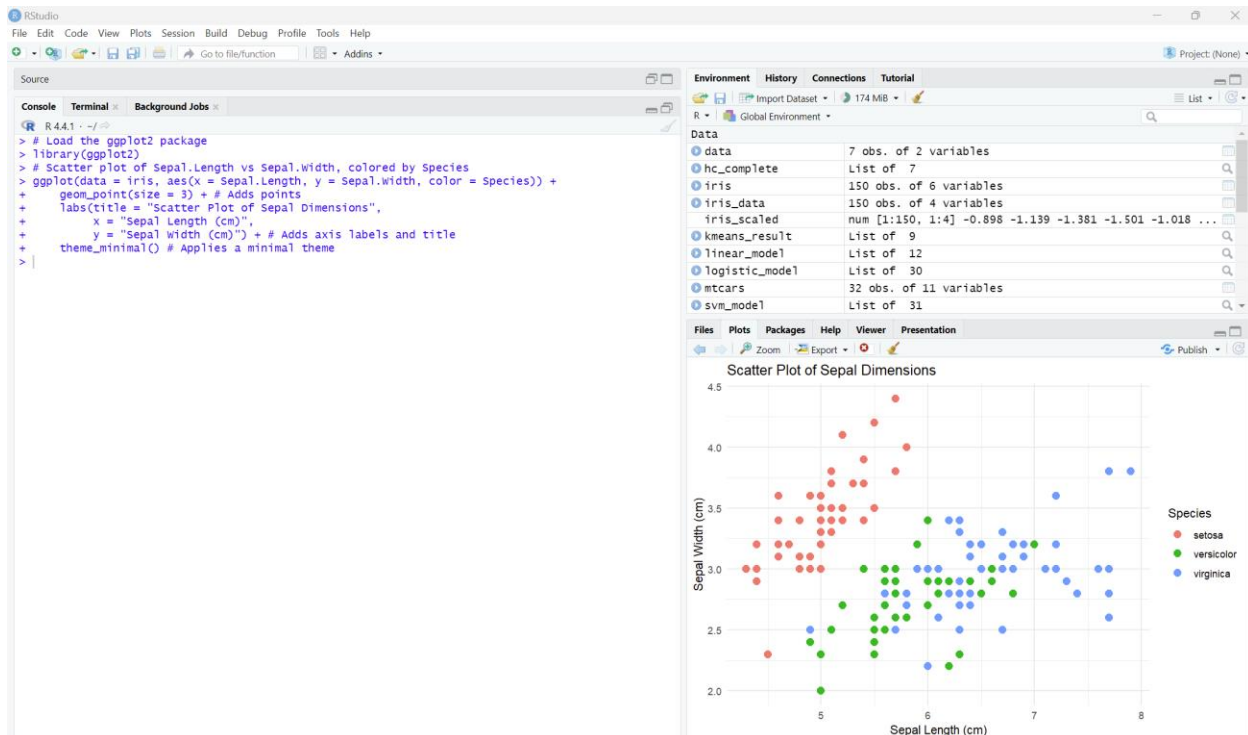 RStudio
File Edit Code View Plots Session Build Debug Profile Tools Help
Go to file/function Addins Project: (None)
Source
Console Terminal Background Jobs
R 4.4.1 · ~/
> # Load the ggplot2 package
> library(ggplot2)
> # Scatter plot of Sepal.Length vs Sepal.Width, colored by Species
> ggplot(data = iris, aes(x = Sepal.Length, y = Sepal.Width, color = Species)) +
+     geom_point(size = 3) + # Adds points
+     labs(title = "Scatter Plot of Sepal Dimensions",
+          x = "Sepal Length (cm)",
+          y = "Sepal Width (cm)") + # Adds axis labels and title
+     theme_minimal() # Applies a minimal theme
>
Environment History Connections Tutorial
Import Dataset 174 MiB List
R Global Environment
Data
data 7 obs. of 2 variables
hc_complete List of 7
iris 150 obs. of 6 variables
iris_data 150 obs. of 4 variables
iris_scaled num [1:150, 1:4] -0.898 -1.139 -1.381 -1.501 -1.018 ...
kmeans_result List of 9
linear_model List of 12
logistic_model List of 30
mtcars 32 obs. of 11 variables
svm_model List of 31
Files Plots Packages Help Viewer Presentation
Zoom Export Publish
Scatter Plot of Sepal Dimensions
4.5
4.0
3.5
3.0
2.5
2.0
Sepal Width (cm)
5 6 7 8
Sepal Length (cm)
Species
setosa
versicolor
virginica